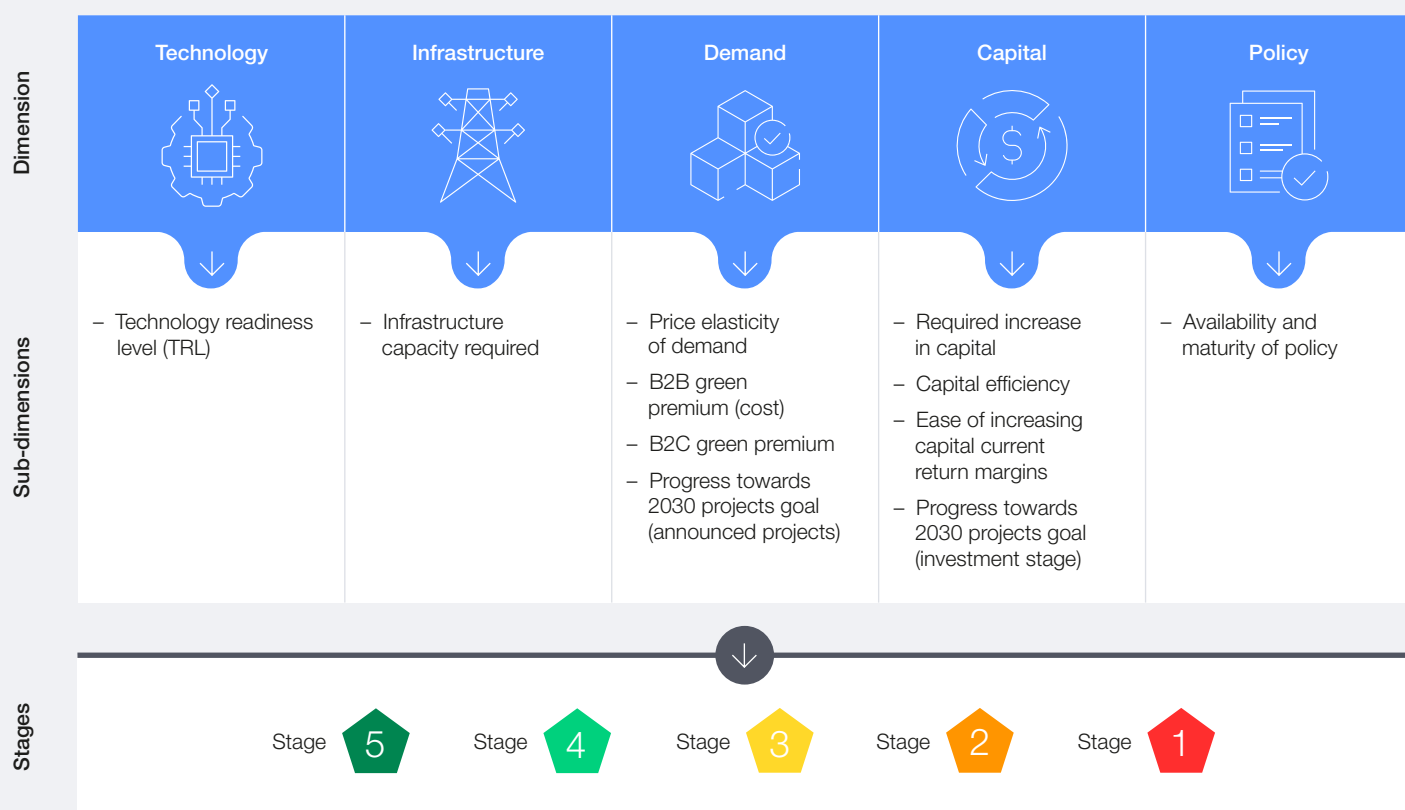 Dimension
Technology
Infrastructure
Demand
Capital
$
Policy
Sub-dimensions
– Technology readiness
level (TRL)
– Infrastructure
capacity required
– Price elasticity
of demand
– B2B green
premium (cost)
– B2C green premium
– Progress towards
2030 projects goal
(announced projects)
– Required increase
in capital
– Capital efficiency
– Ease of increasing
capital current
return margins
– Progress towards
2030 projects goal
(investment stage)
– Availability and
maturity of policy
Stages
Stage 5
Stage 4
Stage 3
Stage 2
Stage 1